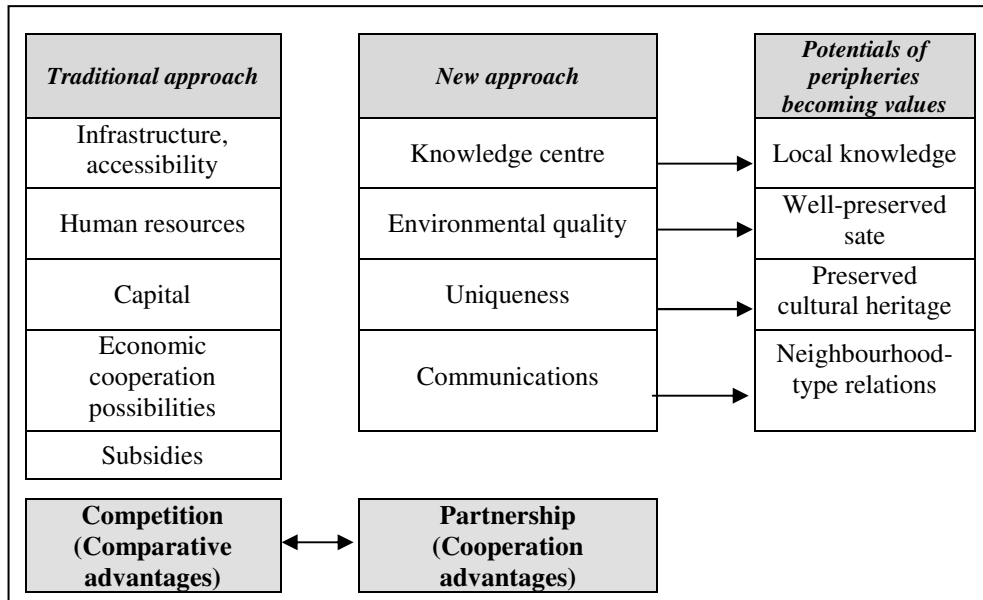 Traditional approach
Infrastructure,
accessibility
Human resources
Capital
Economic
cooperation
possibilities
Subsidies
Competition
(Comparative
advantages)
New approach
Knowledge centre
Environmental quality
Uniqueness
Communications
Partnership
(Cooperation
advantages)
Potentials of
peripheries
becoming values
Local knowledge
Well-preserved
sate
Preserved
cultural heritage
Neighbourhood-
type relations